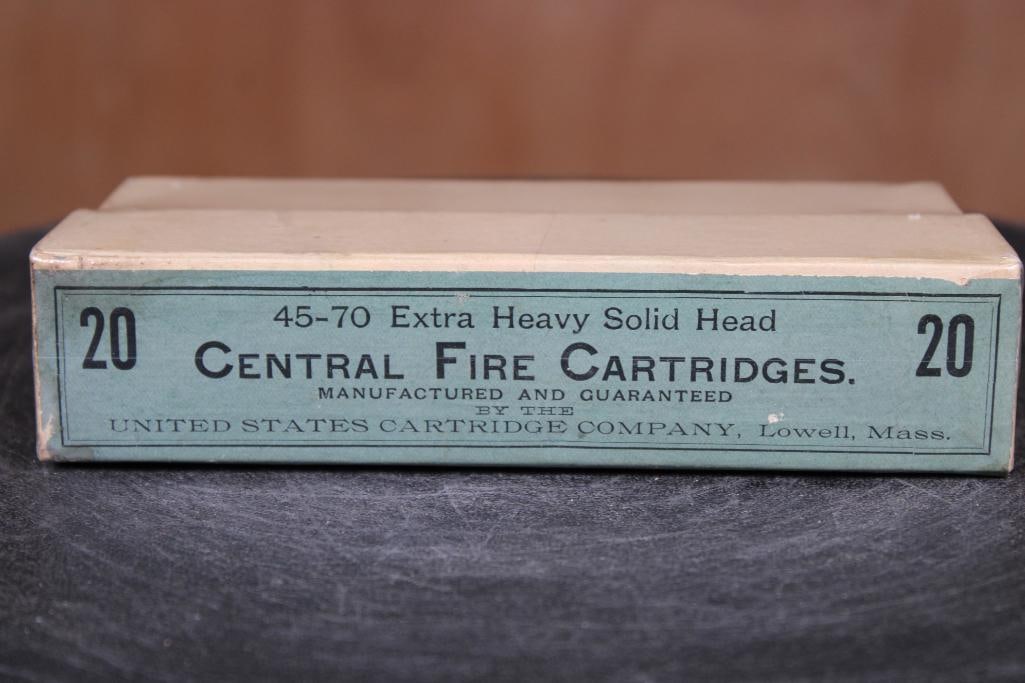 20
45-70 Extra Heavy Solid Head
20
CENTRAL FIRE CARTRIDGES.
MANUFACTURED AND GUARANTEED
BY THE
UNITED STATES CARTRIDGE COMPANY, Lowell, Mass.